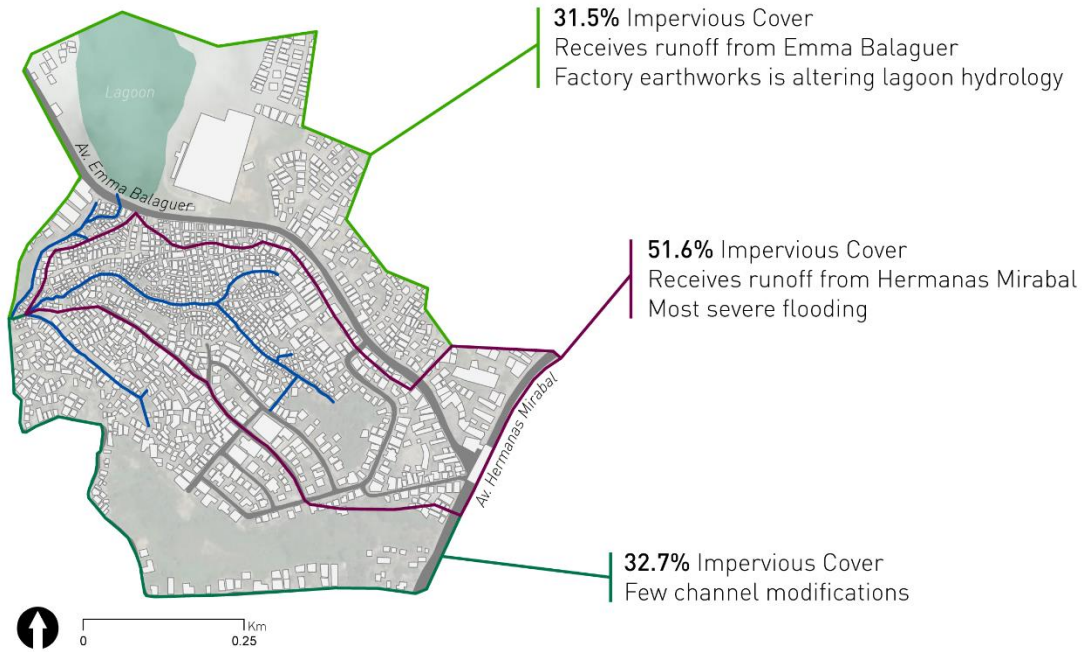 31.5% Impervious Cover
Receives runoff from Emma Balaguer
Factory earthworks is altering lagoon hydrology
Lagoon
Av. Emma Balaguer
51.6% Impervious Cover
Receives runoff from Hermanas Mirabal
Most severe flooding
Av. Hermanas Mirabal
32.7% Impervious Cover
Few channel modifications
Km
0 0.25